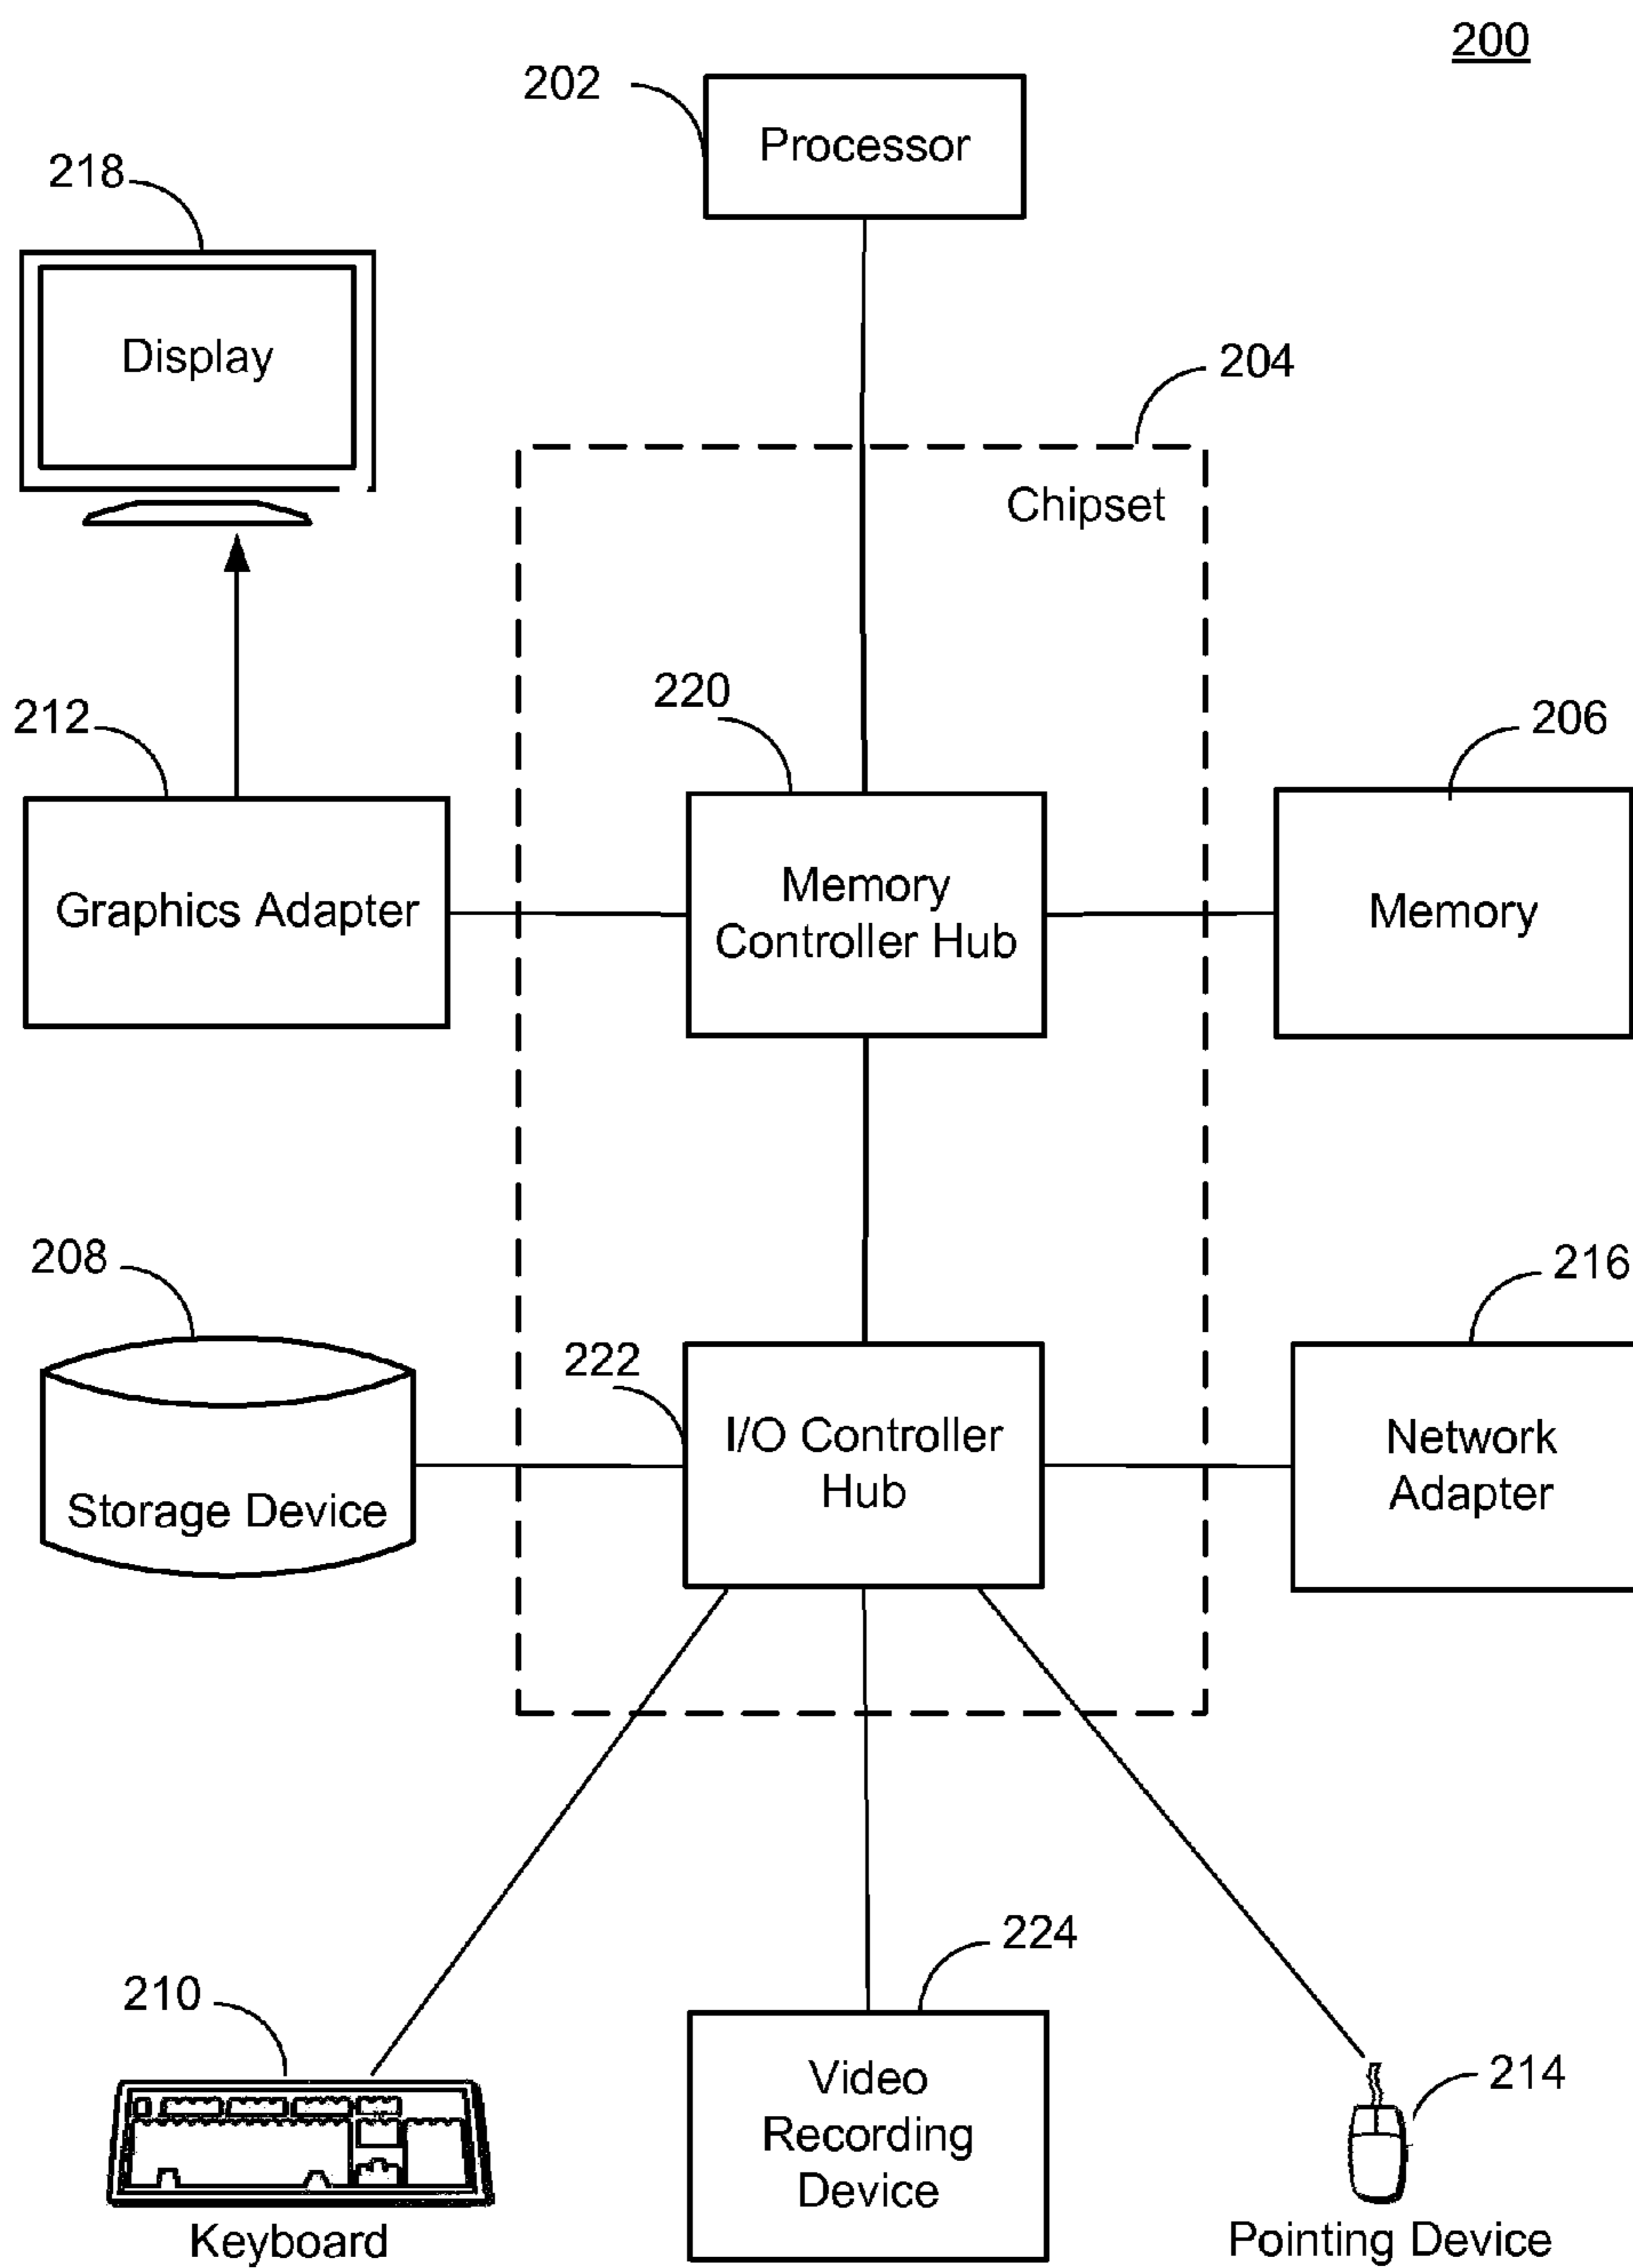 200
202
Processor
218
Display
204
Chipset
220
212
206
Graphics Adapter
Memory
Controller Hub
Memory
208
216
222
Storage Device
I/O Controller
Hub
Network
Adapter
224
210
214
Video
Recording
Device
Keyboard
Pointing Device